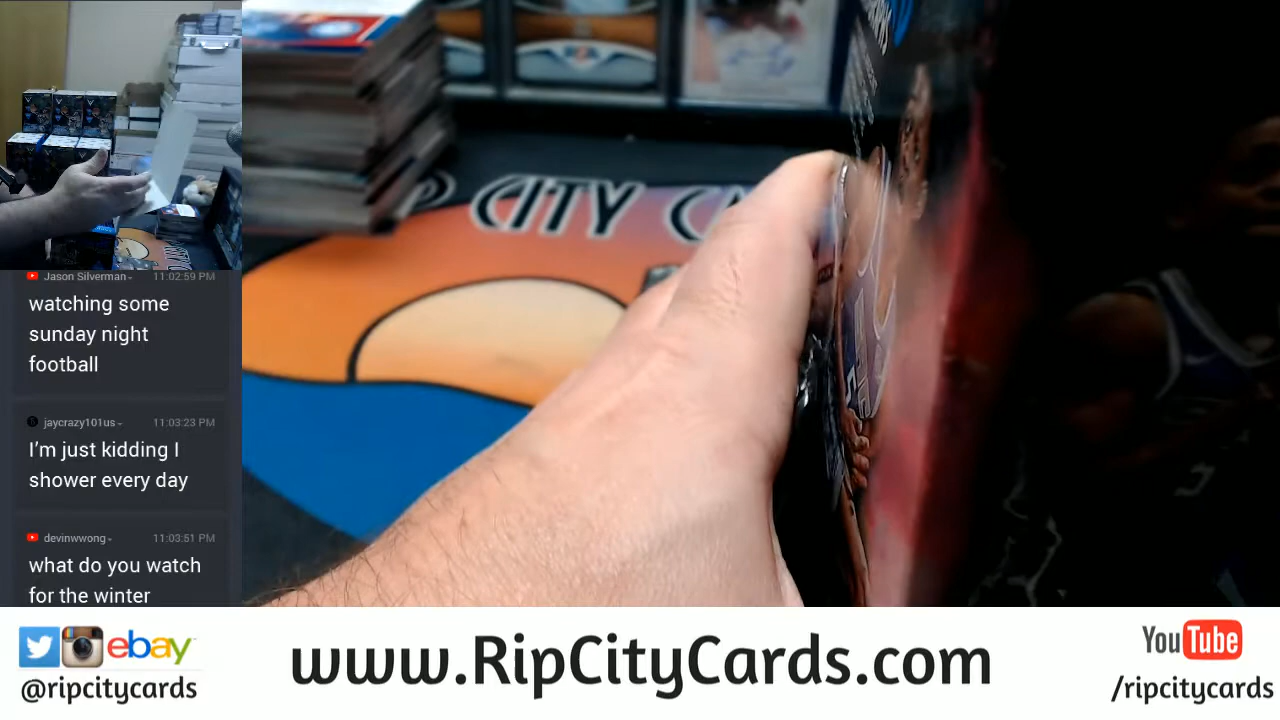 Jason Silverman
11:02:59 PM
watching some
sunday night
football
jaycrazy101us
11:03:23 PM
I'm just kidding I
shower every day
devinwwong
11:03:51 PM
what do you watch
for the winter
P CITY CA
ebay
@ripcitycards
www.RipCityCards.com
YouTube
/ripcitycards